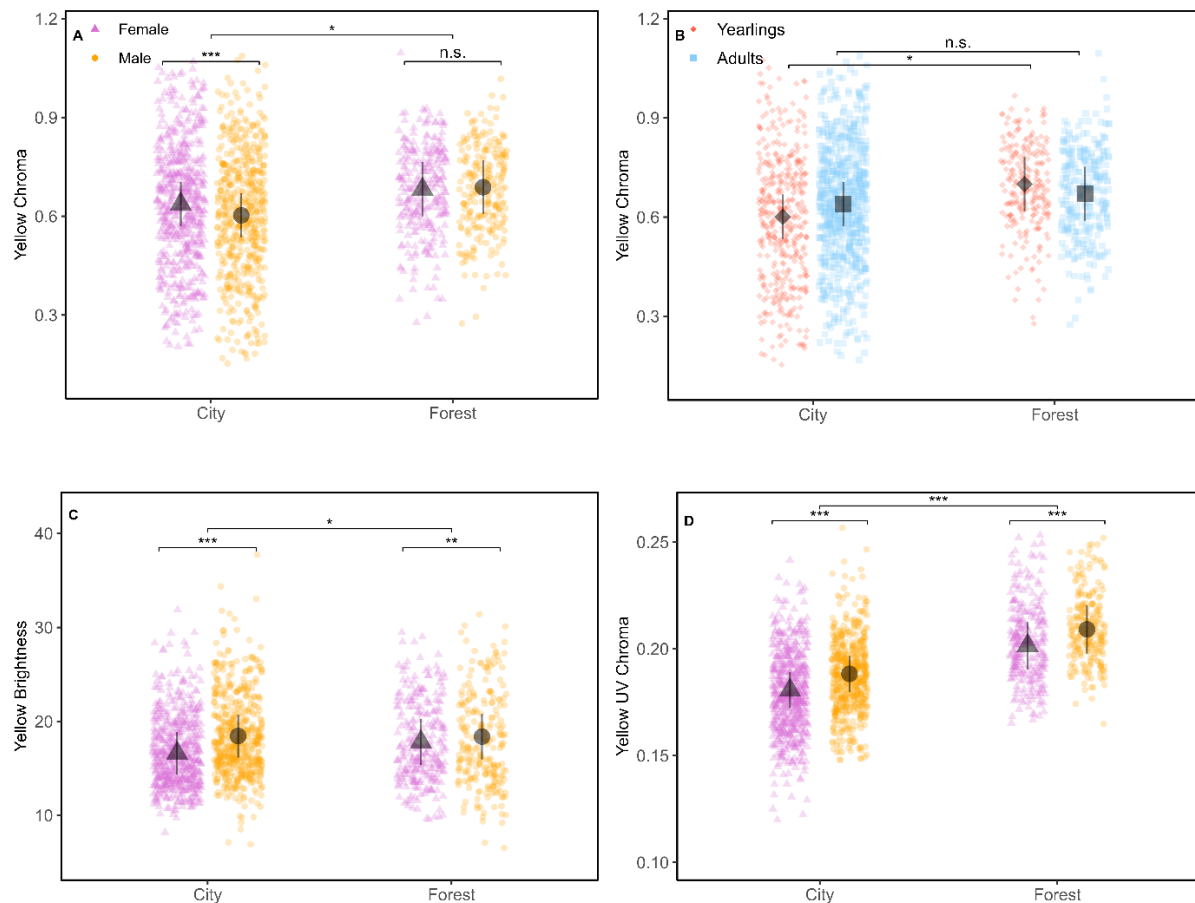 A
Female
Male
*
***
n.s.
1.2
0.9
0.6
0.3
Yellow Chroma
City
Forest
B
Yearlings
Adults
n.s.
*
1.2
0.9
0.6
0.3
Yellow Chroma
City
Forest
C
*
***
**
40
30
20
10
Yellow Brightness
City
Forest
D
***
***
***
0.25
0.20
0.15
0.10
Yellow UV Chroma
City
Forest